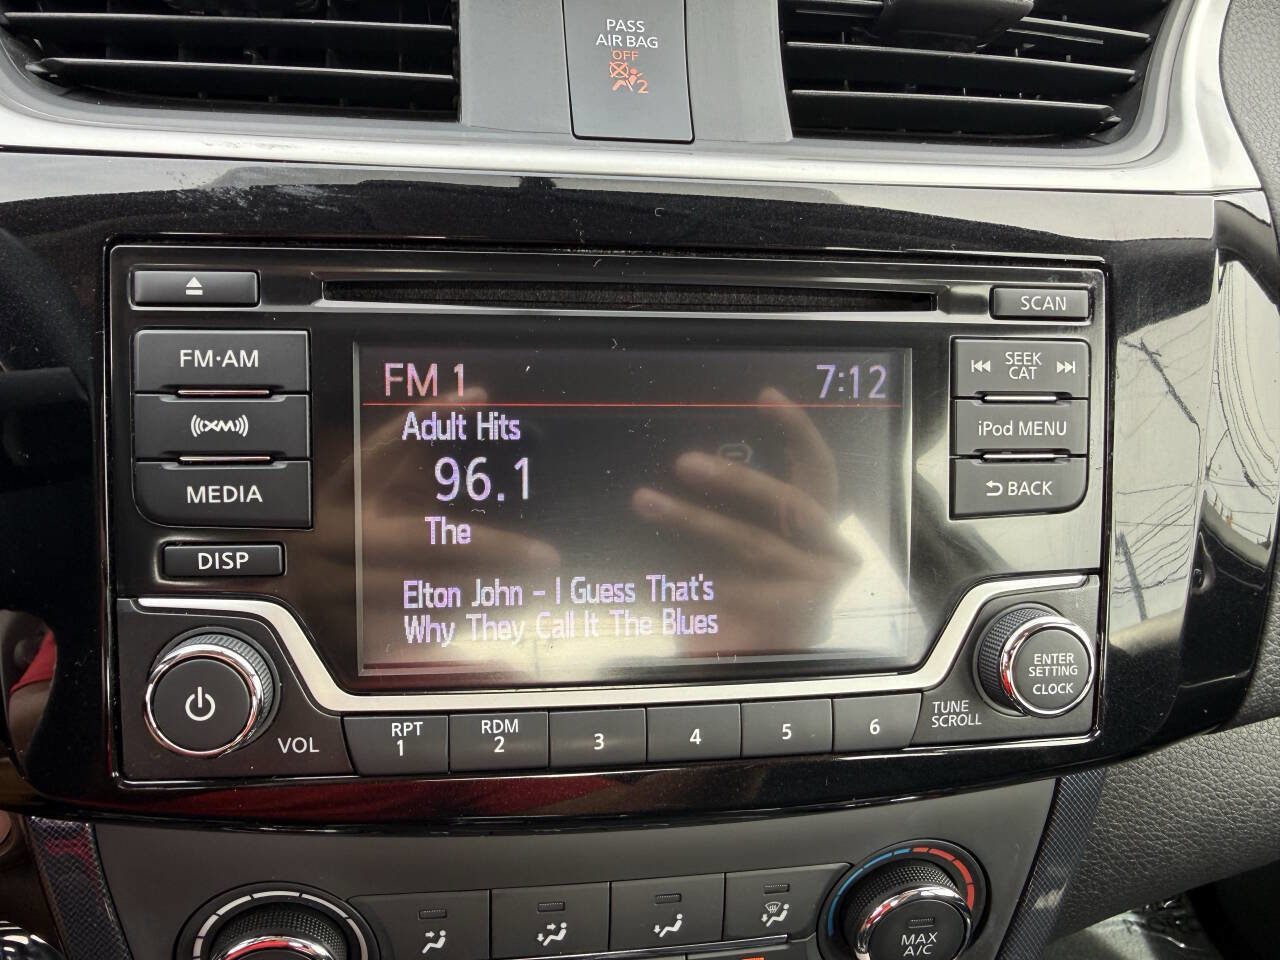 PASS
AIR BAG
OFF
2
SCAN
FM·AM
XM
MEDIA
DISP
FM 1 7:12
Adult Hits
96.1
The
Elton John - I Guess That's
Why They Call It The Blues
SEEK
CAT
iPod MENU
BACK
VOL
RPT
1
RDM
2
3
4
5
6
TUNE
SCROLL
ENTER
SETTING
CLOCK
MAX
A/C